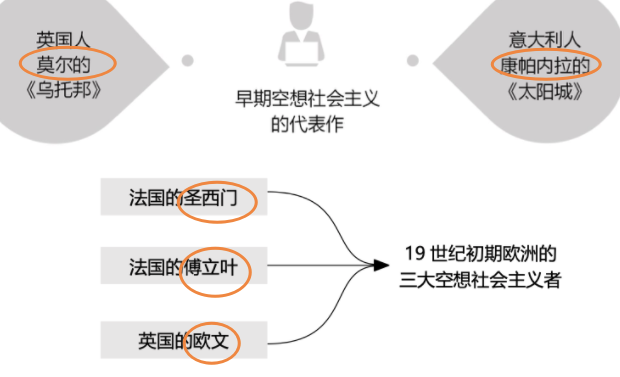 英国人
莫尔的
《乌托邦》
早期空想社会主义
的代表作
意大利人
康帕内拉的
《太阳城》
法国的圣西门
法国的傅立叶
英国的欧文
19 世纪初期欧洲的
三大空想社会主义者